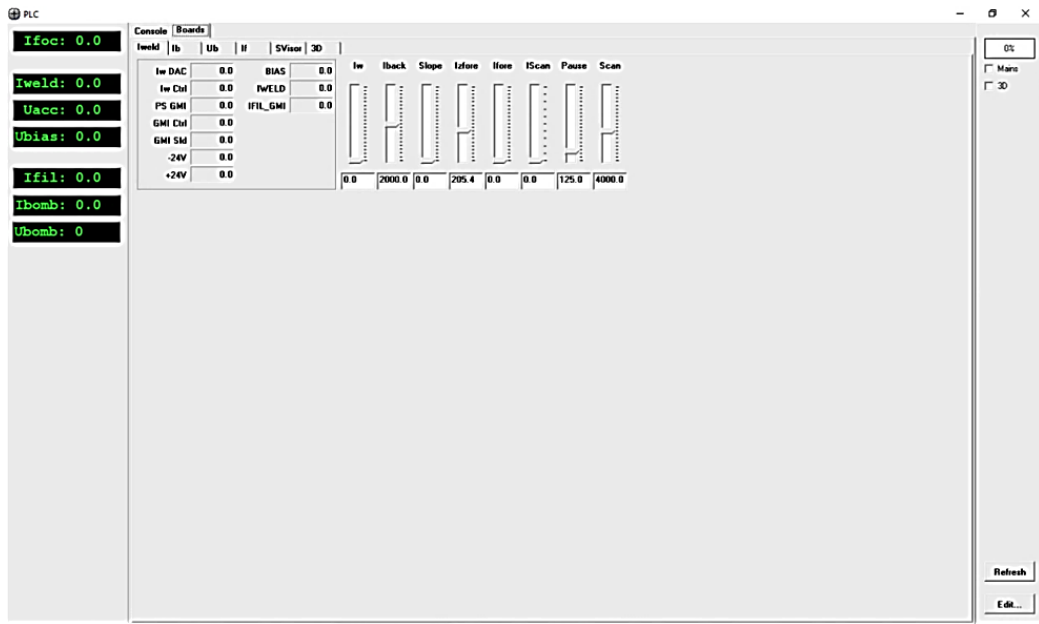 PLC
Ifoc: 0.0
Iweld: 0.0
Uacc: 0.0
Ubias: 0.0
Ifil: 0.0
Ibomb: 0.0
Ubomb: 0
Console Boards
Iweld Ib Ub If SVisor 3D
Iw DAC 0.0 BIAS 0.0
Iw Ctrl 0.0 IWELD 0.0
PS GMI 0.0 IFIL_GMI 0.0
GMI Ctrl 0.0
GMI Sld 0.0
-24V 0.0
+24V 0.0
Iw Iback Slope Izfore Ifore IScan Pause Scan
0.0 2000.0 0.0 205.4 0.0 0.0 125.0 4000.0
0%
Mains
3D
Refresh
Edit...